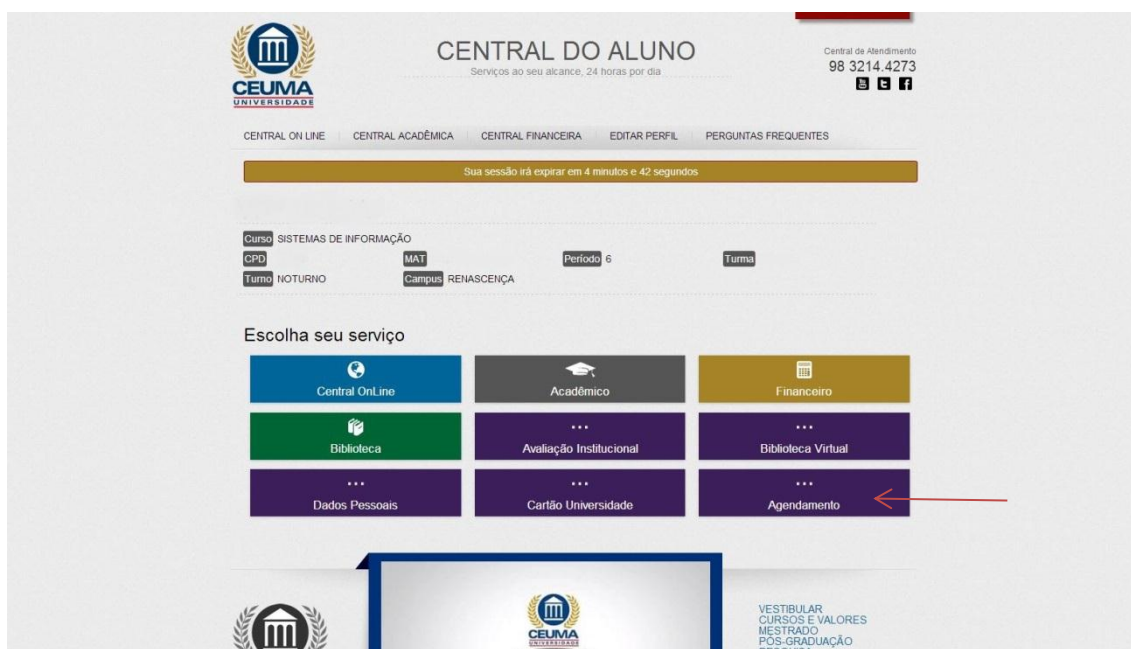 CEUMA
UNIVERSIDADE
CENTRAL DO ALUNO
Serviços ao seu alcance, 24 horas por dia
Central de Atendimento
98 3214.4273
CENTRAL ON LINE CENTRAL ACADÊMICA CENTRAL FINANCEIRA EDITAR PERFIL PERGUNTAS FREQUENTES
Sua sessão irá expirar em 4 minutos e 42 segundos
Curso SISTEMAS DE INFORMAÇÃO
CPD MAT Período 6 Turma
Turno NOTURNO Campus RENASCENÇA
Escolha seu serviço
Central OnLine Acadêmico Financeiro
Biblioteca Avaliação Institucional Biblioteca Virtual
Dados Pessoais Cartão Universidade Agendamento
CEUMA
UNIVERSIDADE
VESTIBULAR
CURSOS E VALORES
MESTRADO
PÓS-GRADUAÇÃO